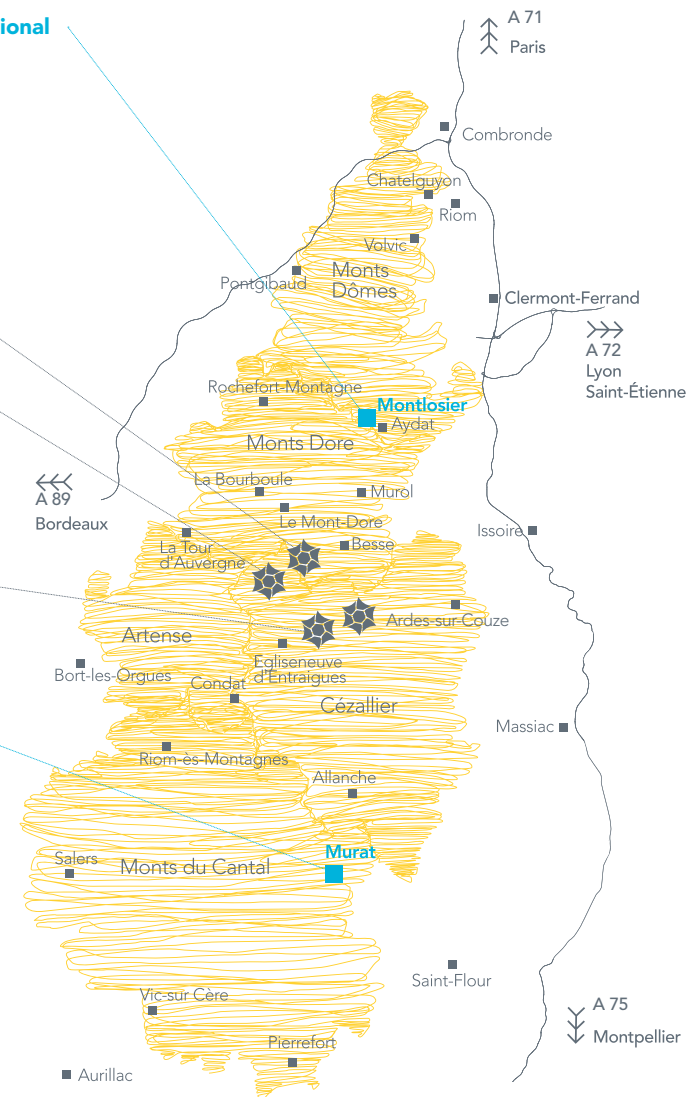 ional
A 71
Paris
Combronde
Chatelguyon
Riom
Volvic
Monts
Dômes
Pontgibaud
Clermont-Ferrand
A 72
Lyon
Saint-Étienne
Rochefort-Montagne
Montlosier
Aydat
Monts Dore
La Bourboule
Murol
A 89
Bordeaux
Le Mont-Dore
Issoire
La Tour
d'Auvergne
Besse
Ardes-sur-Couze
Artense
Egliseneuve
d'Entraigues
Bort-les-Orgues
Condat
Cézallier
Massiac
Riom-ès-Montagnes
Allanche
Murat
Salers
Monts du Cantal
Saint-Flour
Vic-sur Cère
A 75
Montpellier
Pierrefort
Aurillac